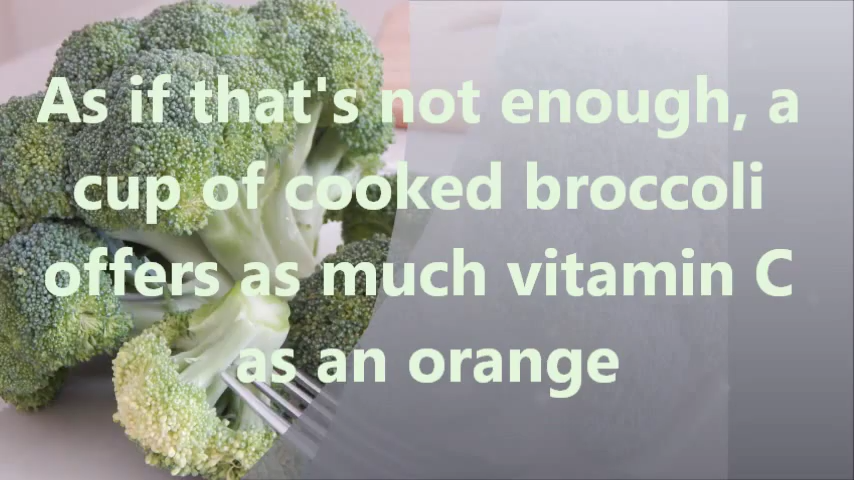 As if that's not enough, a
cup of cooked broccoli
offers as much vitamin C
as an orange